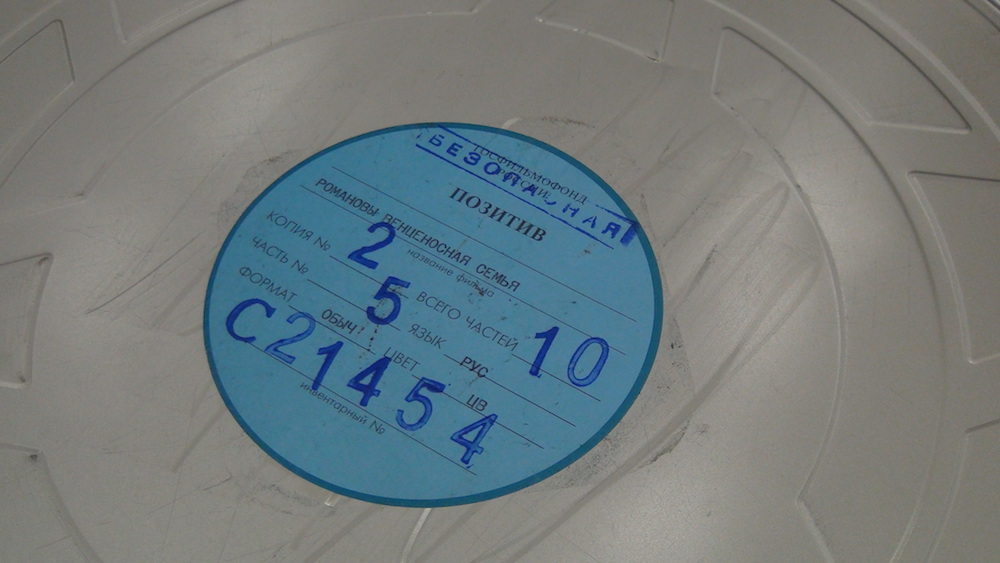 ГОСФИЛЬМОФОНД
РОССИИ
БЕЗОПАСНАЯ
ПОЗИТИВ
РОМАНОВЫ ВЕНЦЕНОСНАЯ СЕМЬЯ
название фильма
КОПИЯ № 2
ЧАСТЬ № 5 ВСЕГО ЧАСТЕЙ 10
ФОРМАТ ОБЫЧ. ЯЗЫК РУС
ЦВЕТ ЦВ
С21454
инвентарный №